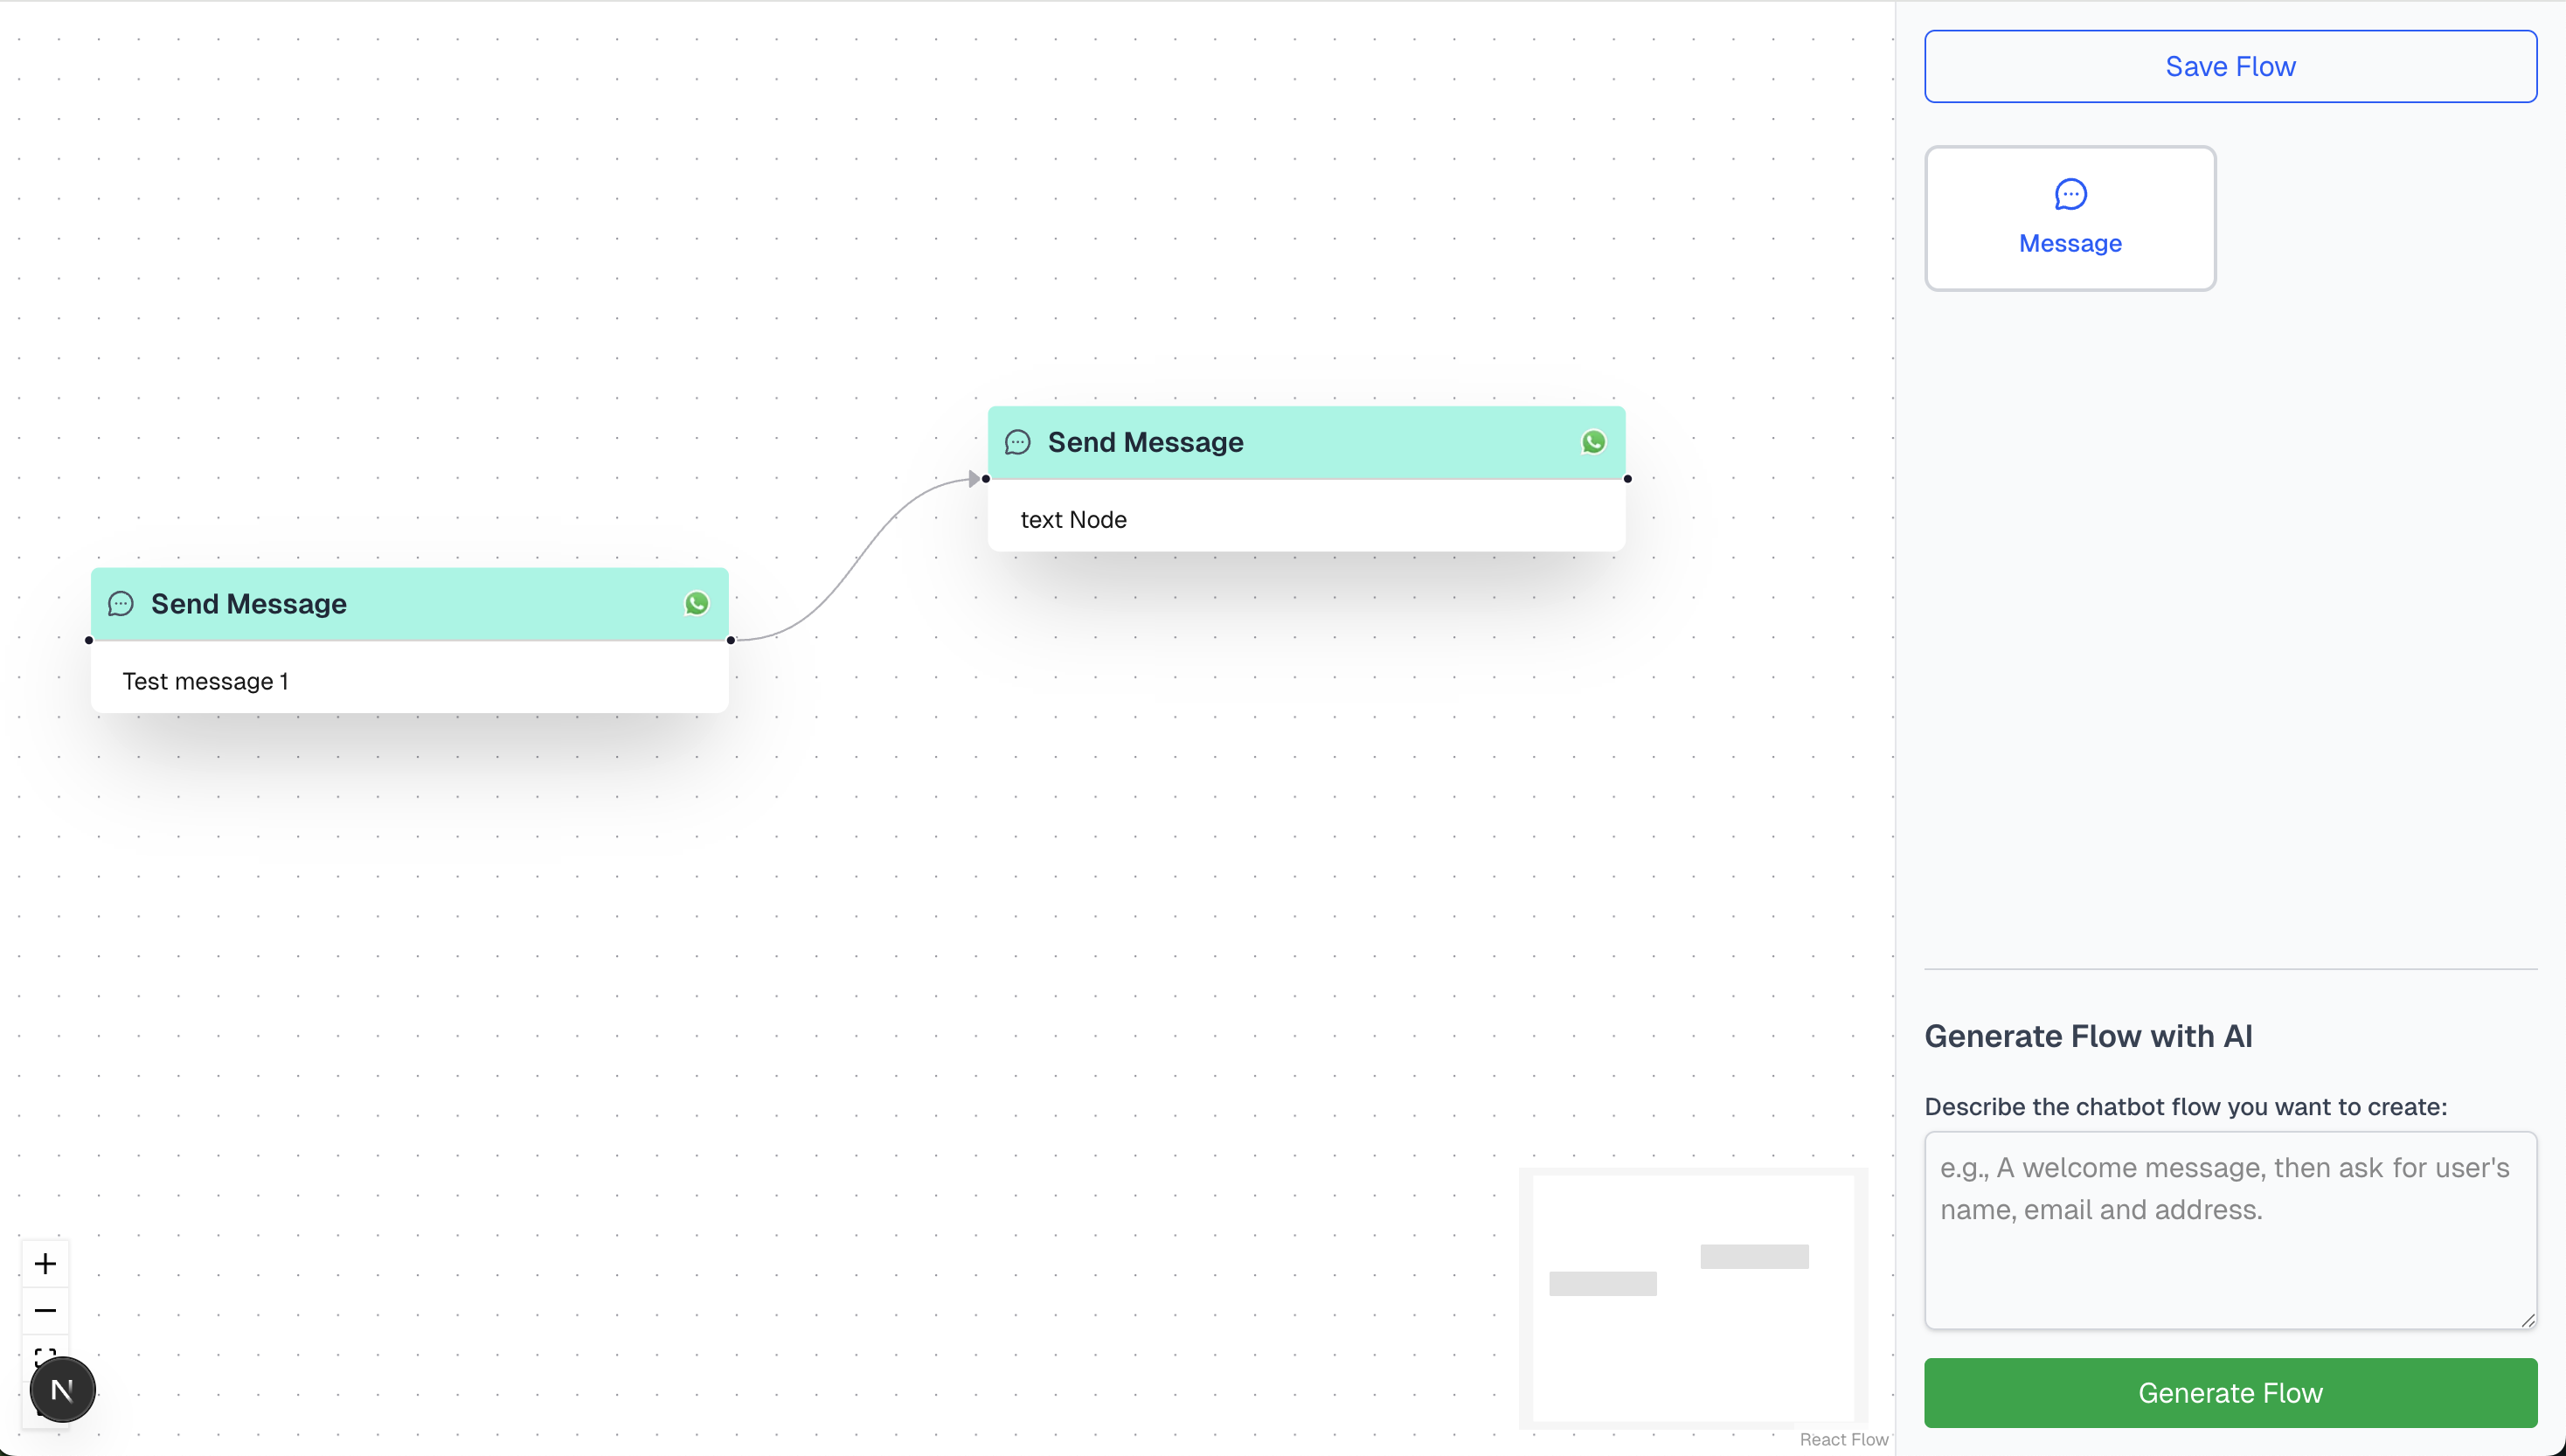 Save Flow
Message
Send Message
text Node
Send Message
Test message 1
Generate Flow with AI
Describe the chatbot flow you want to create:
e.g., A welcome message, then ask for user's
name, email and address.
Generate Flow
N
React Flow